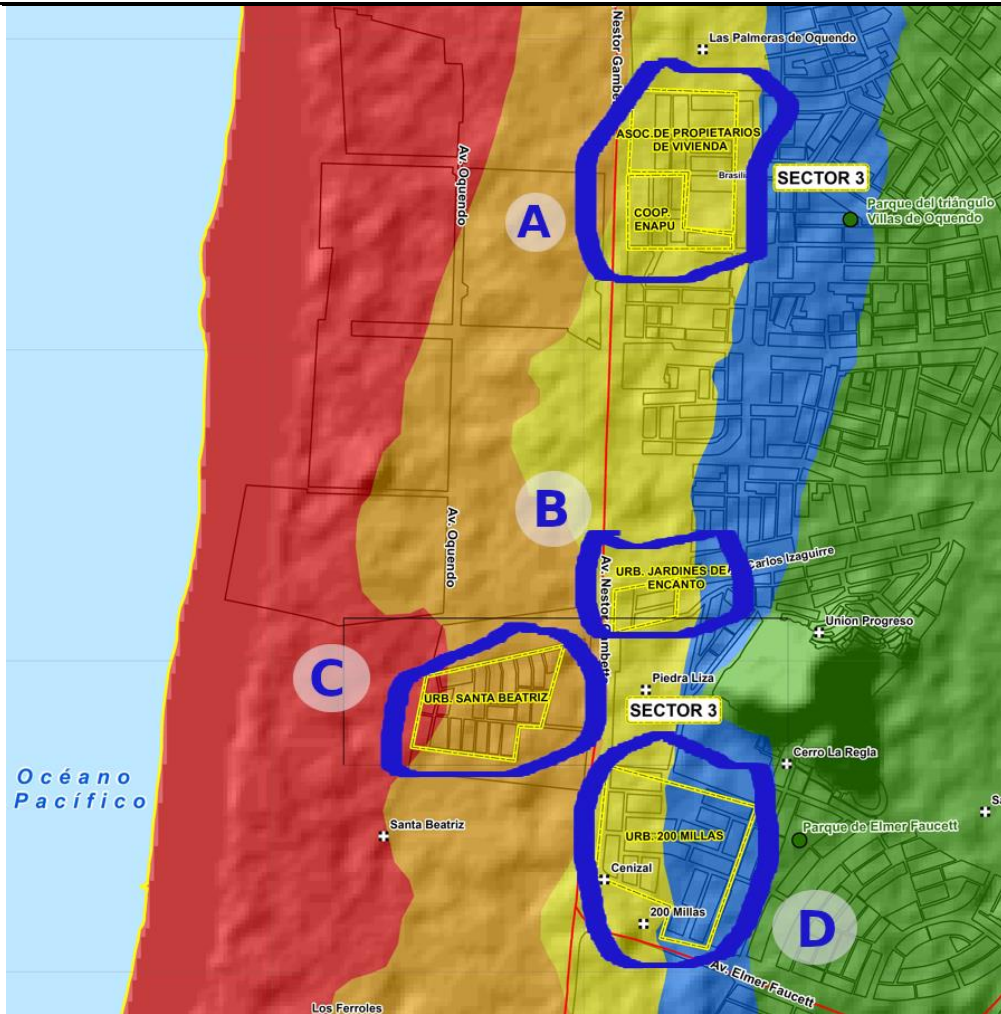 Nestor Gambe
Las Palmeras de Oquendo
ASOC.DE PROPIETARIOS
DE VIVIENDA
Av. Oquendo
Brasili
SECTOR 3
Parque del triángulo
Villas de Oquendo
COOP.
ENAPU
A
B
Av. Oquendo
Carlos Izaguirre
URB. JARDINES DE
ENCANTO
Av. Nestor Gambetta
Union Progreso
C
Piedra Liza
URB. SANTA BEATRIZ
SECTOR 3
Cerro La Regla
Océano
Pacífico
Santa Beatriz
URB. 200 MILLAS
Parque de Elmer Faucett
Cenizal
200 Millas
D
Av. Elmer Faucett
Los Ferroles